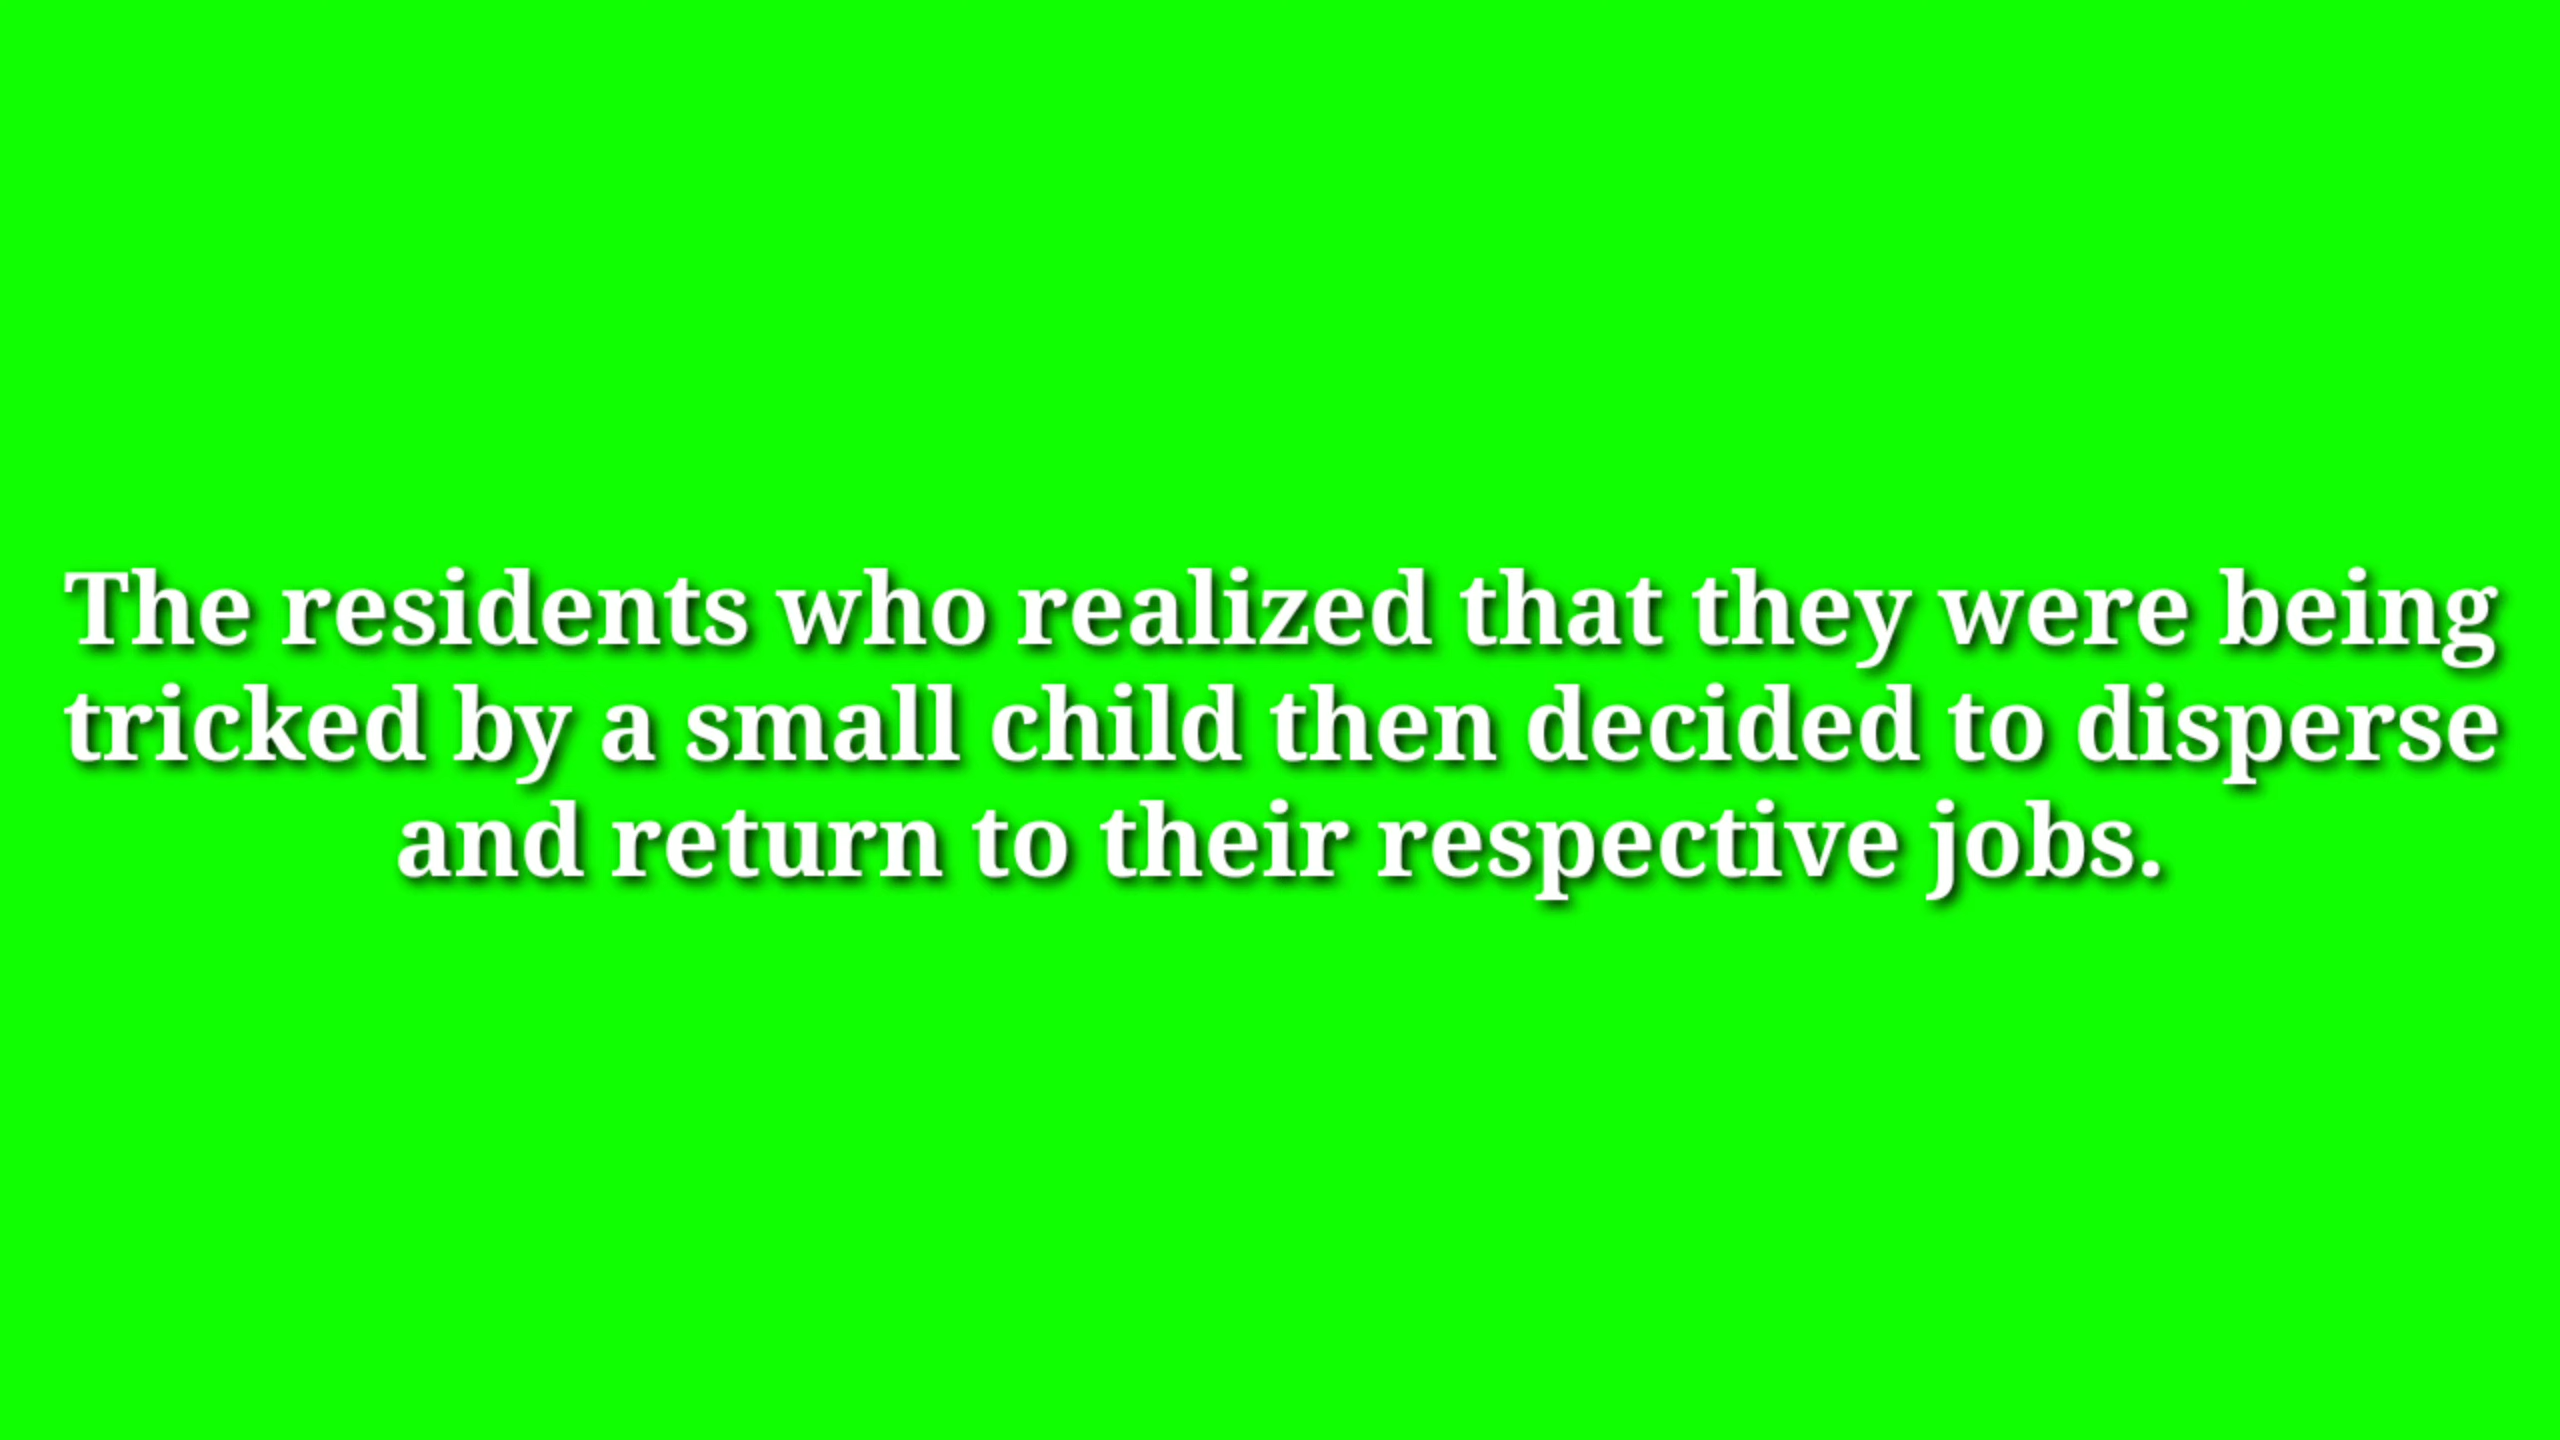 The residents who realized that they were being
tricked by a small child then decided to disperse
and return to their respective jobs.